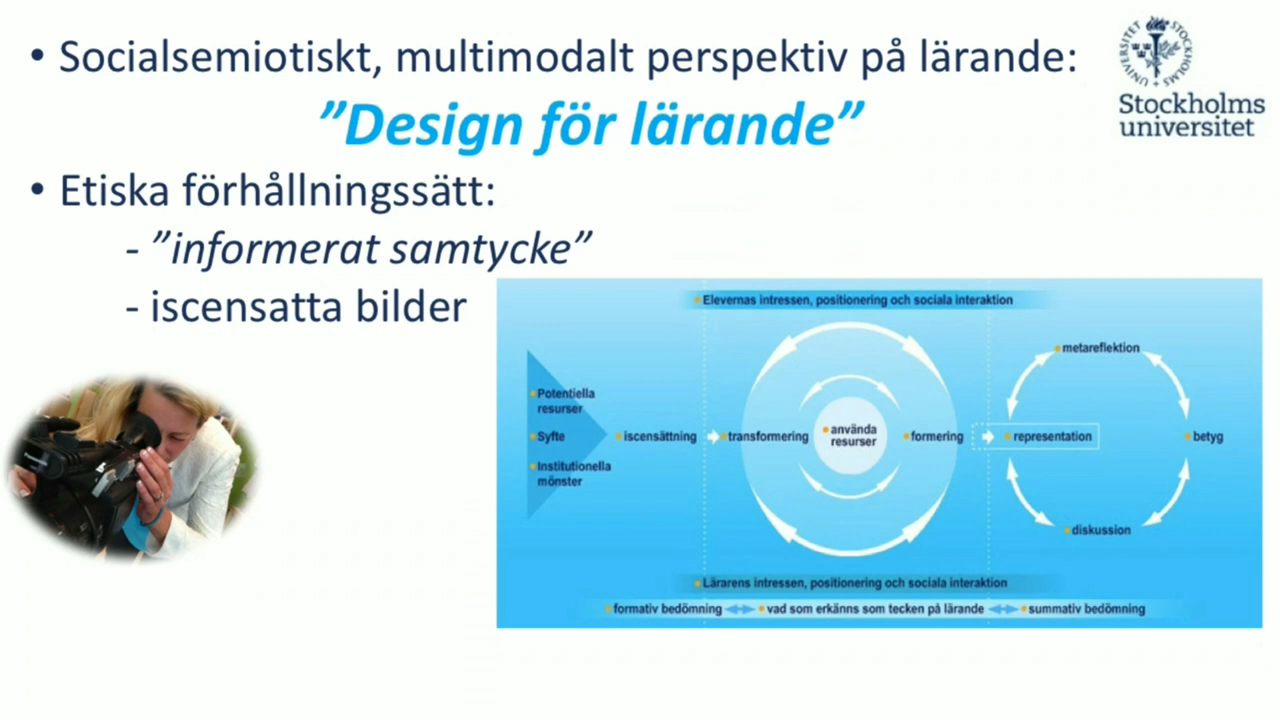 • Socialsemiotiskt, multimodalt perspektiv på lärande:
”Design för lärande”
• Etiska förhållningssätt:
- ”informerat samtycke”
- iscensatta bilder
STOCKHOLMS UNIVERSITET
Stockholms
universitet
Elevernas intressen, positionering och sociala interaktion
Potentiella
resurser
Syfte
Institutionella
mönster
iscensättning
transformering
använda
resurser
formering
representation
metareflektion
betyg
diskussion
Lärarens intressen, positionering och sociala interaktion
formativ bedömning
vad som erkänns som tecken på lärande
summativ bedömning